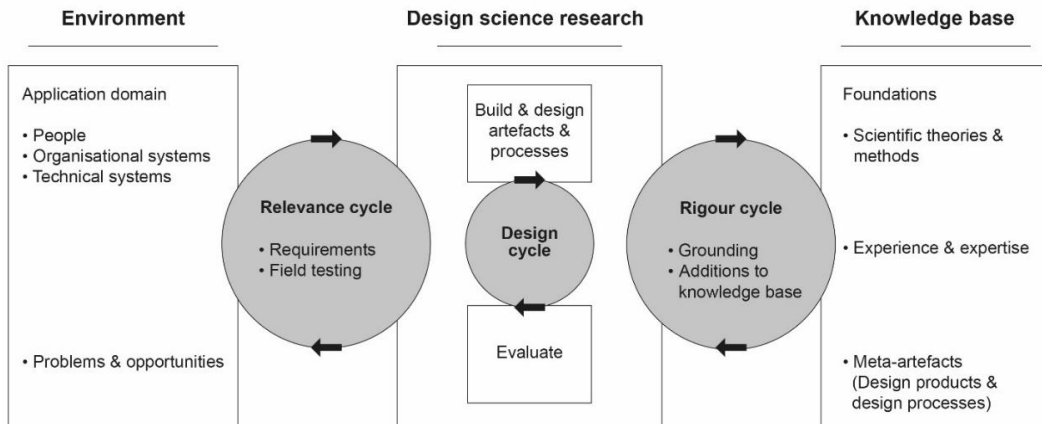 Environment
Design science research
Knowledge base
Application domain
• People
• Organisational systems
• Technical systems
• Problems & opportunities
Relevance cycle
• Requirements
• Field testing
Build & design
artefacts &
processes
Design
cycle
Evaluate
Rigour cycle
• Grounding
• Additions to
knowledge base
Foundations
• Scientific theories &
methods
• Experience & expertise
• Meta-artefacts
(Design products &
design processes)